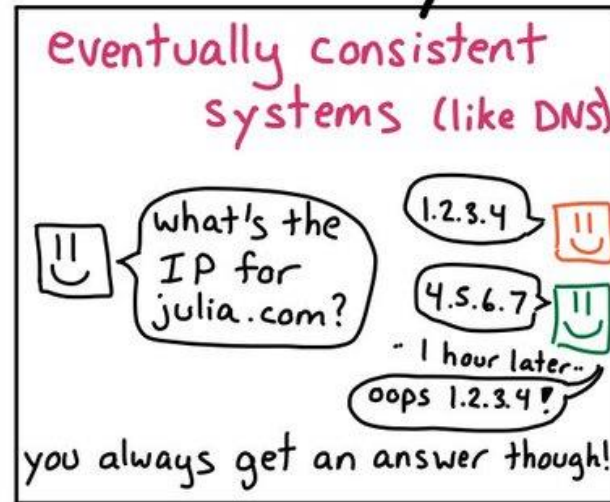 eventually consistent
systems (like DNS)
what's the
IP for
julia.com?
1.2.3.4
4.5.6.7
.. 1 hour later..
oops 1.2.3.4!
you always get an answer though!